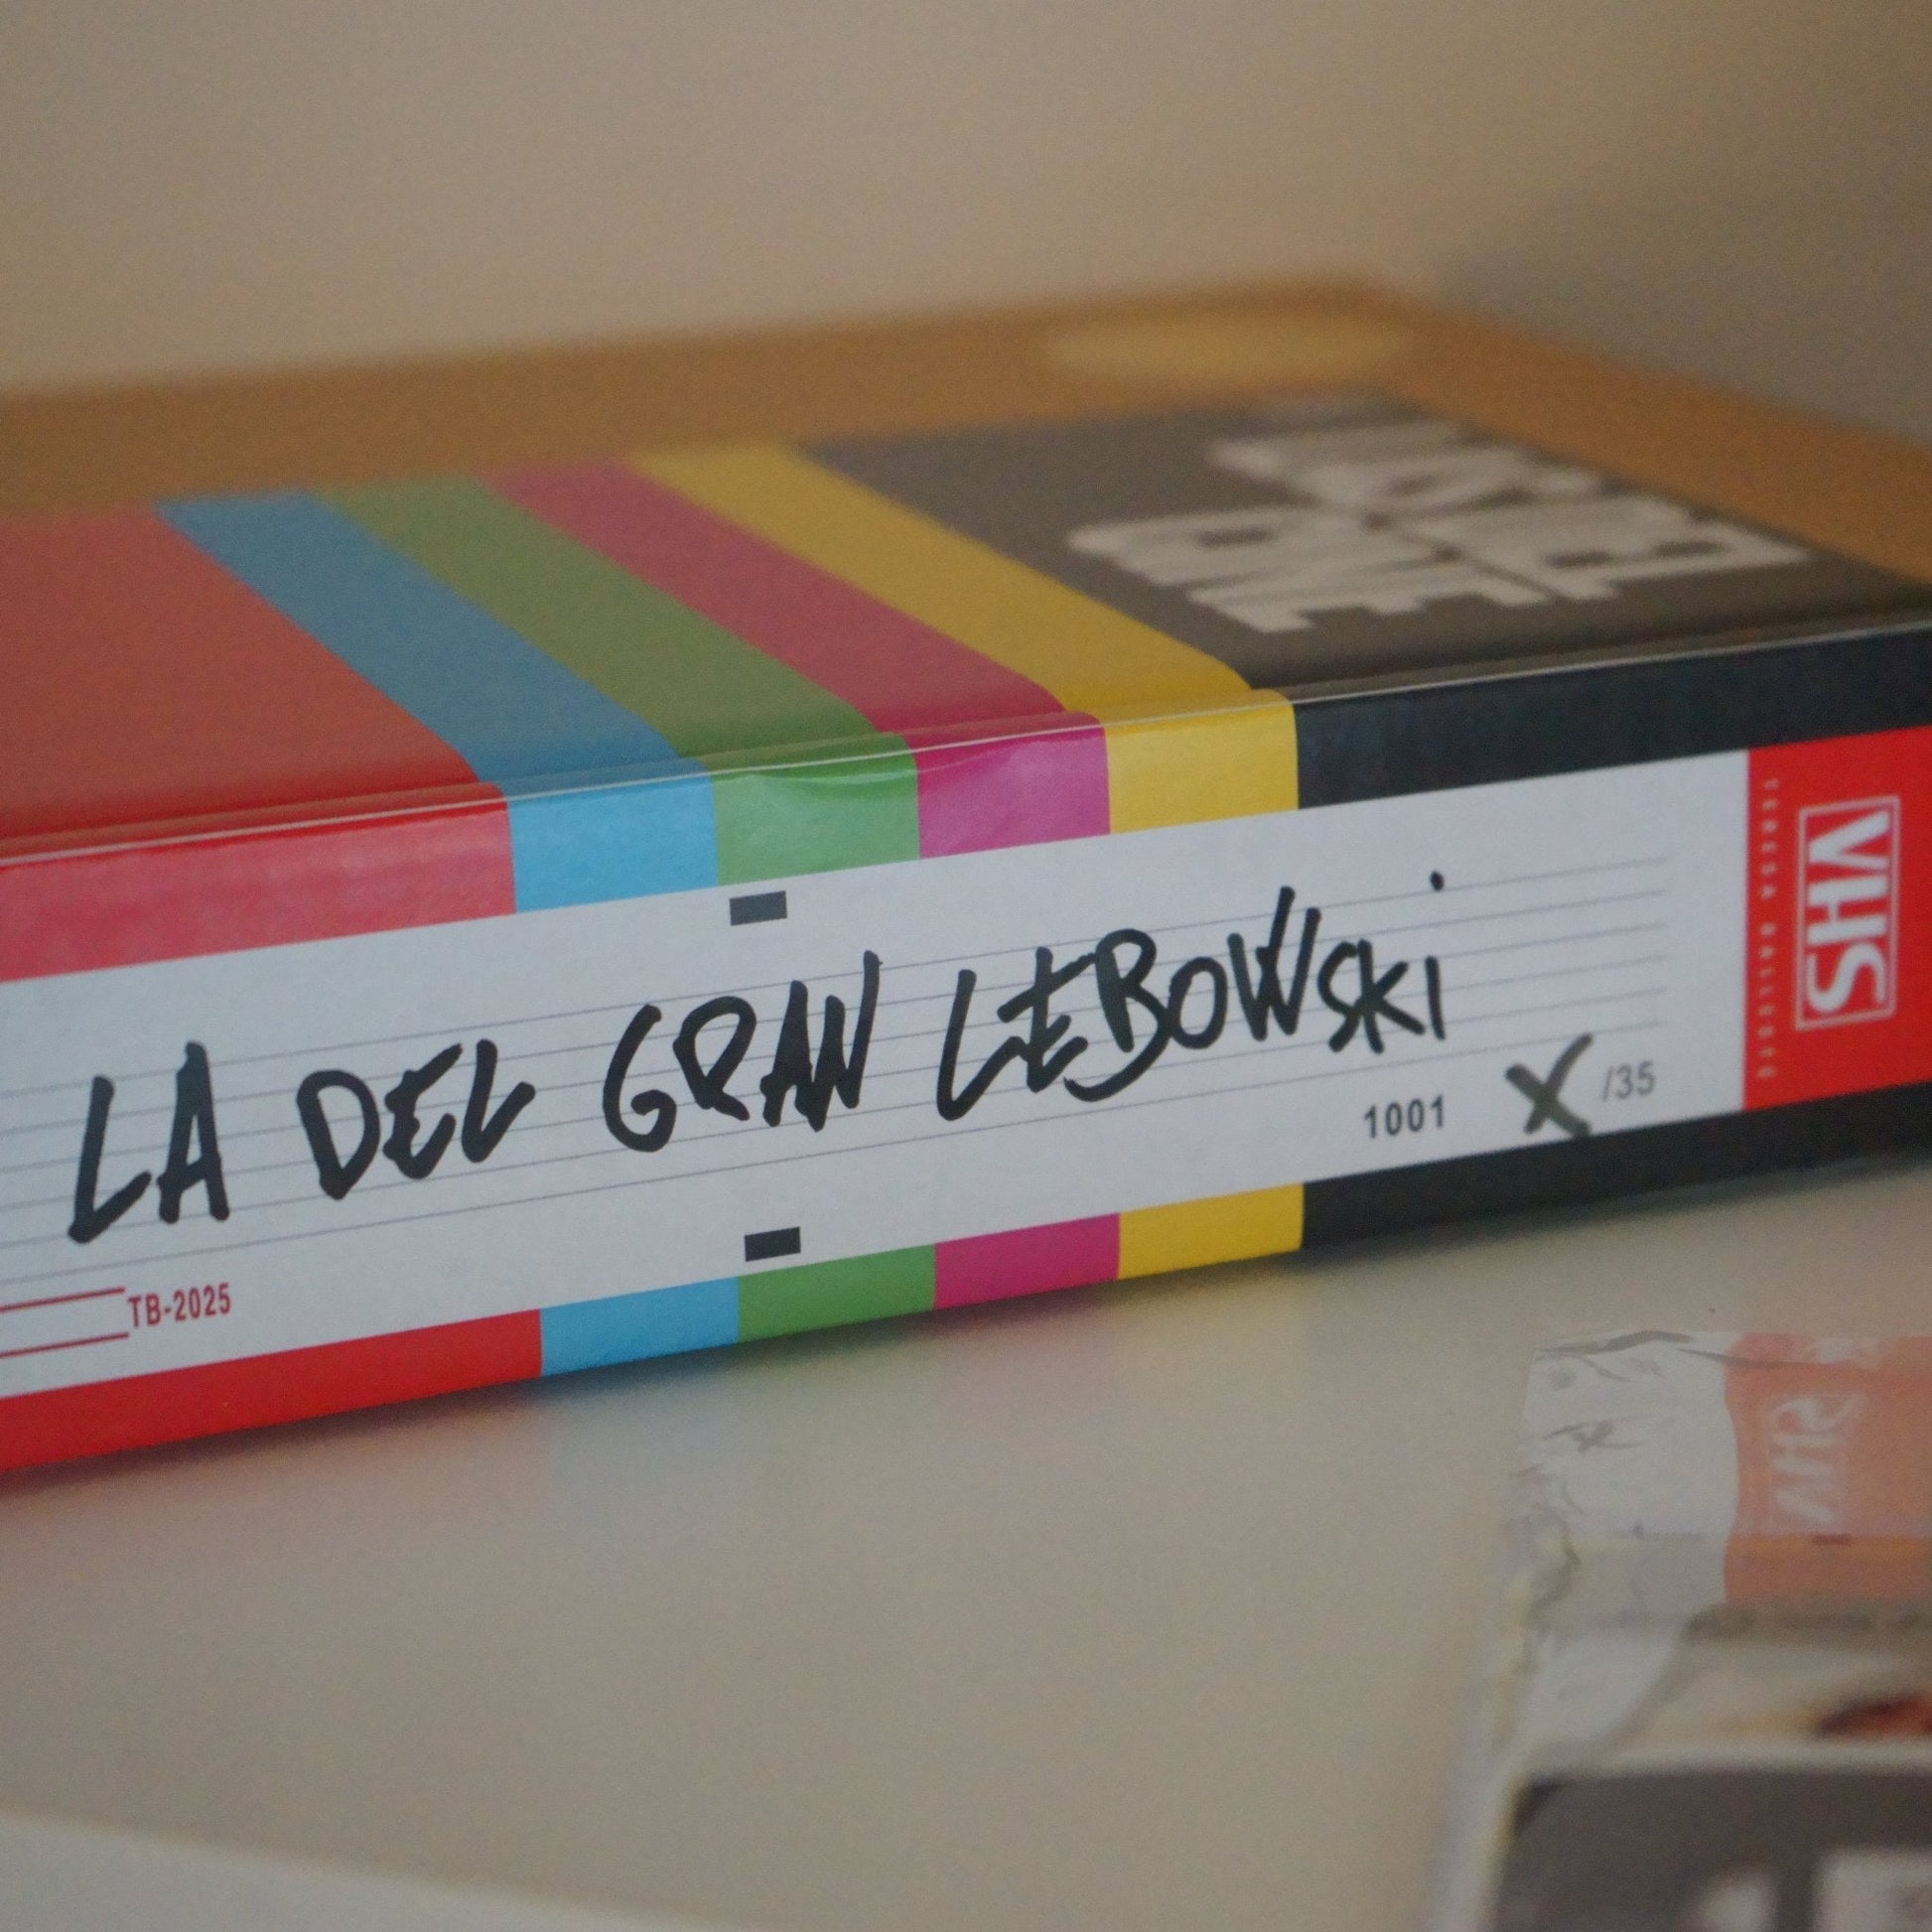 LA DEL GRAN LEBOWSKi
1001 X /35
TB-2025
VHS